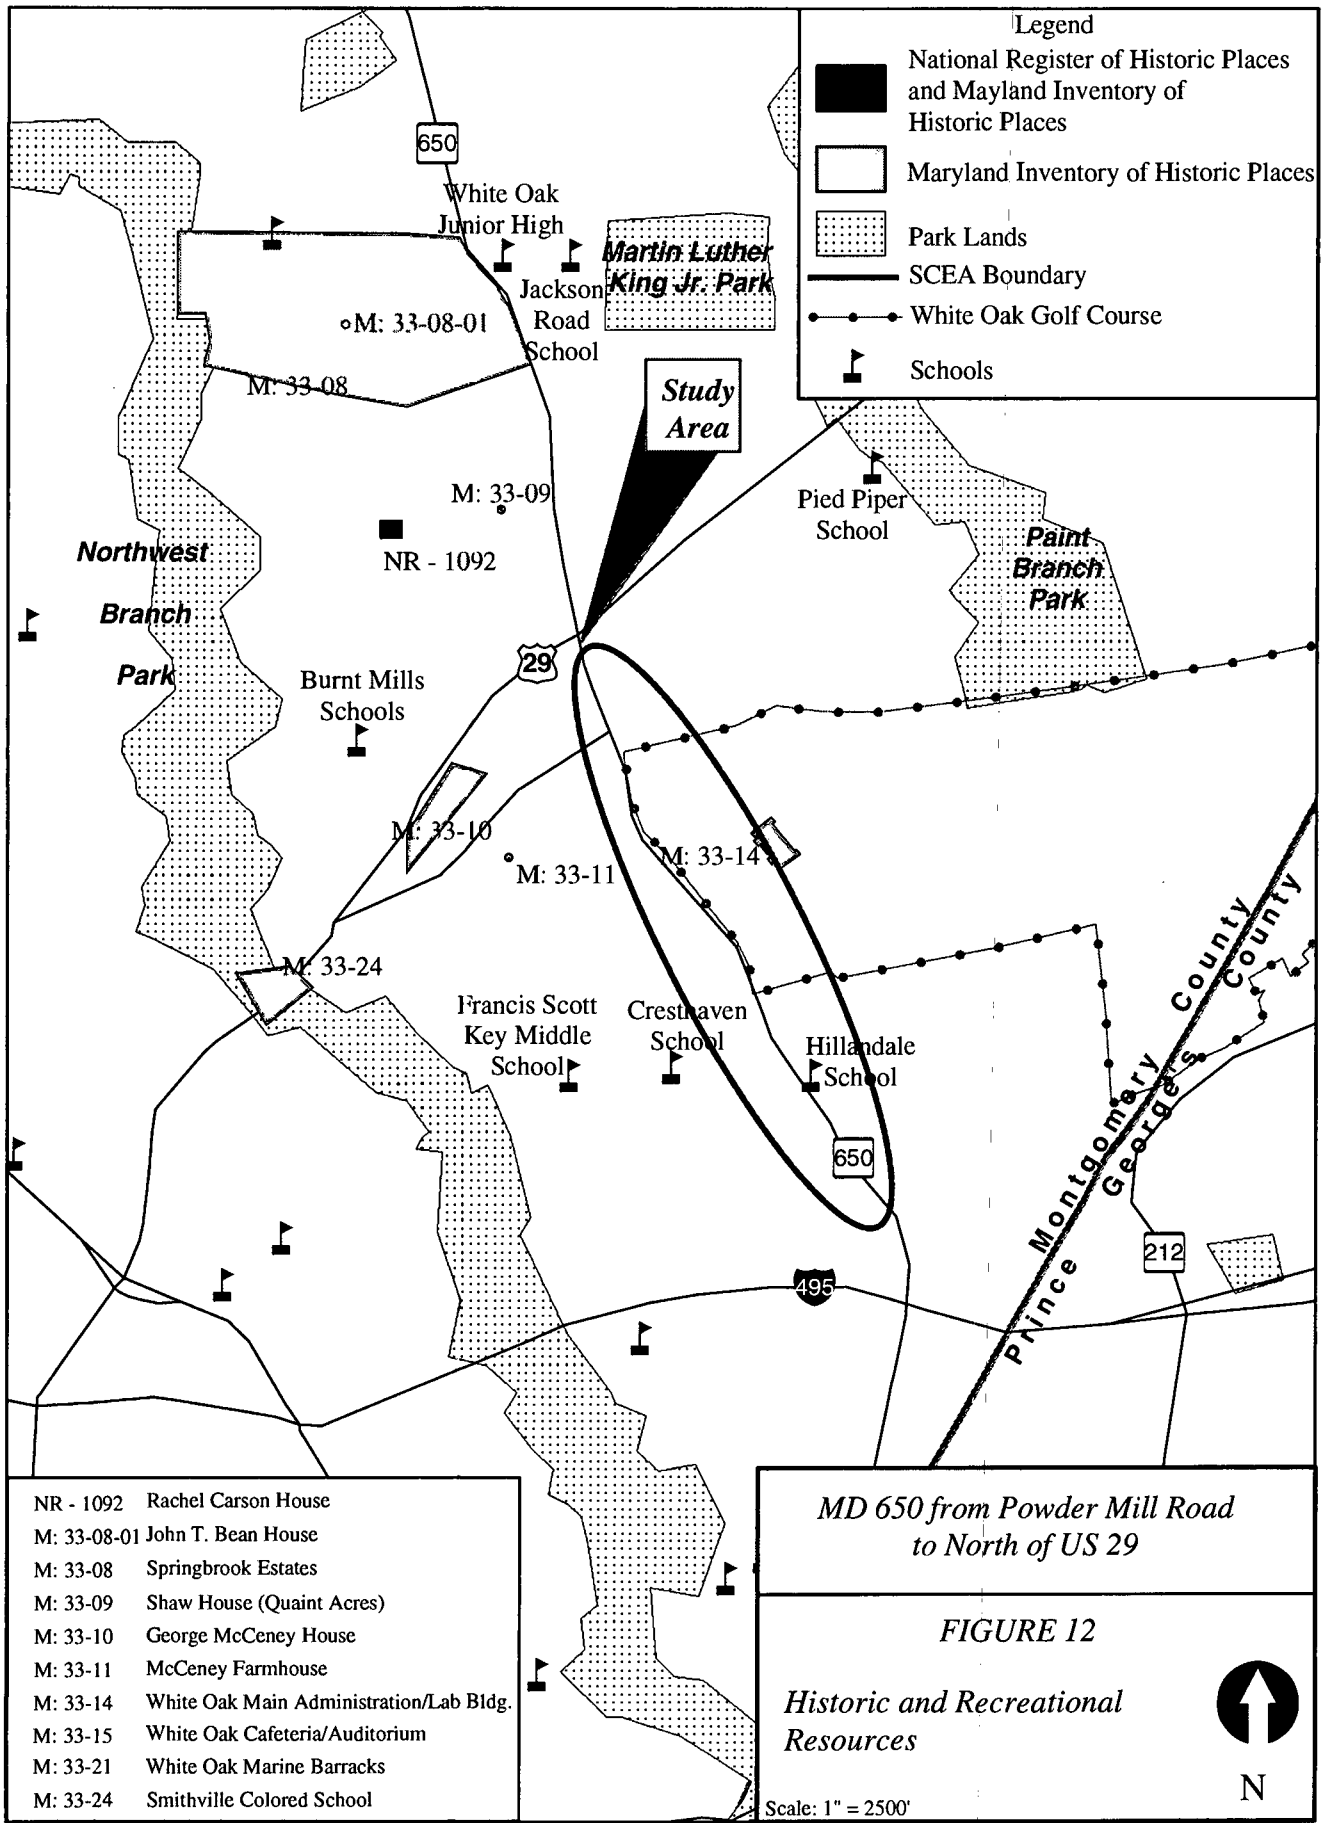 Legend
National Register of Historic Places
and Mayland Inventory of
Historic Places
Maryland Inventory of Historic Places
Park Lands
SCEA Boundary
White Oak Golf Course
Schools
650
White Oak
Junior High
Martin Luther
King Jr. Park
Jackson
Road
School
M: 33-08-01
M: 33-08
Study
Area
M: 33-09
NR - 1092
Pied Piper
School
Northwest
Branch
Park
Paint
Branch
Park
29
Burnt Mills
Schools
M: 33-10
M: 33-11
M: 33-14
M: 33-24
Francis Scott
Key Middle
School
Cresthaven
School
Hillandale
School
650
Montgomery County
Prince George's County
212
495
NR - 1092 Rachel Carson House
M: 33-08-01 John T. Bean House
M: 33-08 Springbrook Estates
M: 33-09 Shaw House (Quaint Acres)
M: 33-10 George McCeney House
M: 33-11 McCeney Farmhouse
M: 33-14 White Oak Main Administration/Lab Bldg.
M: 33-15 White Oak Cafeteria/Auditorium
M: 33-21 White Oak Marine Barracks
M: 33-24 Smithville Colored School
MD 650 from Powder Mill Road
to North of US 29
FIGURE 12
Historic and Recreational
Resources
N
Scale: 1" = 2500'